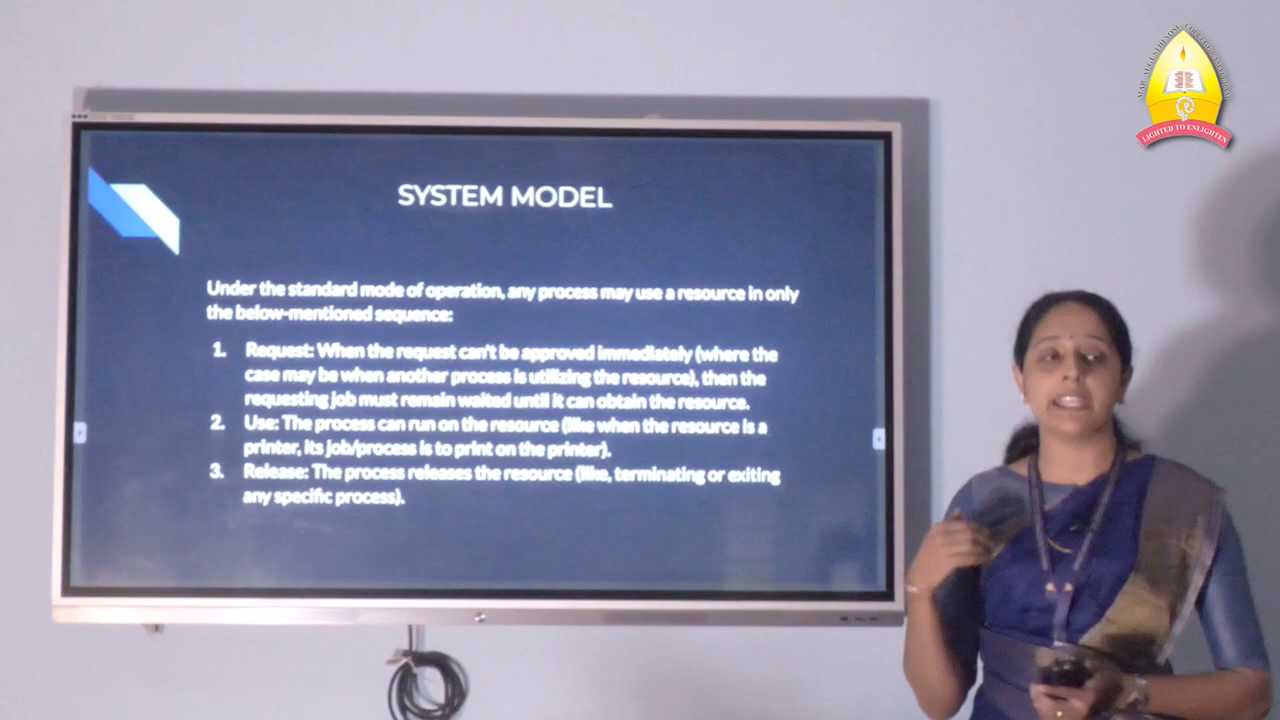 MAR AUGUSTHINOSE COLLEGE RAMAPURAM
LIGHTED TO ENLIGHTEN
SYSTEM MODEL
Under the standard mode of operation, any process may use a resource in only
the below-mentioned sequence:
1. Request: When the request can't be approved immediately (where the
case may be when another process is utilizing the resource), then the
requesting job must remain waited until it can obtain the resource.
2. Use: The process can run on the resource (like when the resource is a
printer, its job/process is to print on the printer).
3. Release: The process releases the resource (like, terminating or exiting
any specific process).